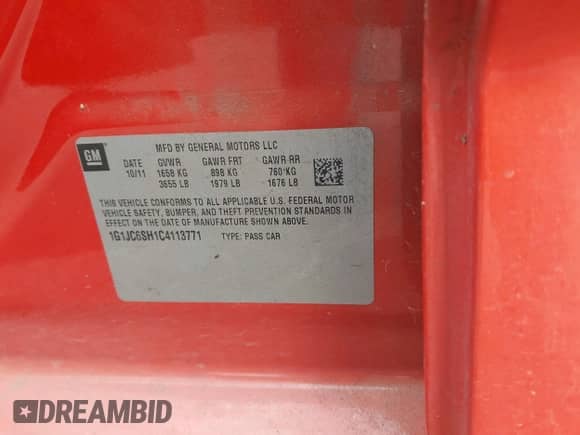 GM
MFD BY GENERAL MOTORS LLC
DATE GVWR GAWR FRT GAWR RR
10/11 1658 KG 898 KG 760 KG
3655 LB 1979 LB 1676 LB
THIS VEHICLE CONFORMS TO ALL APPLICABLE U.S. FEDERAL MOTOR
VEHICLE SAFETY, BUMPER, AND THEFT PREVENTION STANDARDS IN
EFFECT ON THE DATE OF MANUFACTURE SHOWN ABOVE.
1G1JC6SH1C4113771 TYPE: PASS CAR
DREAMBID